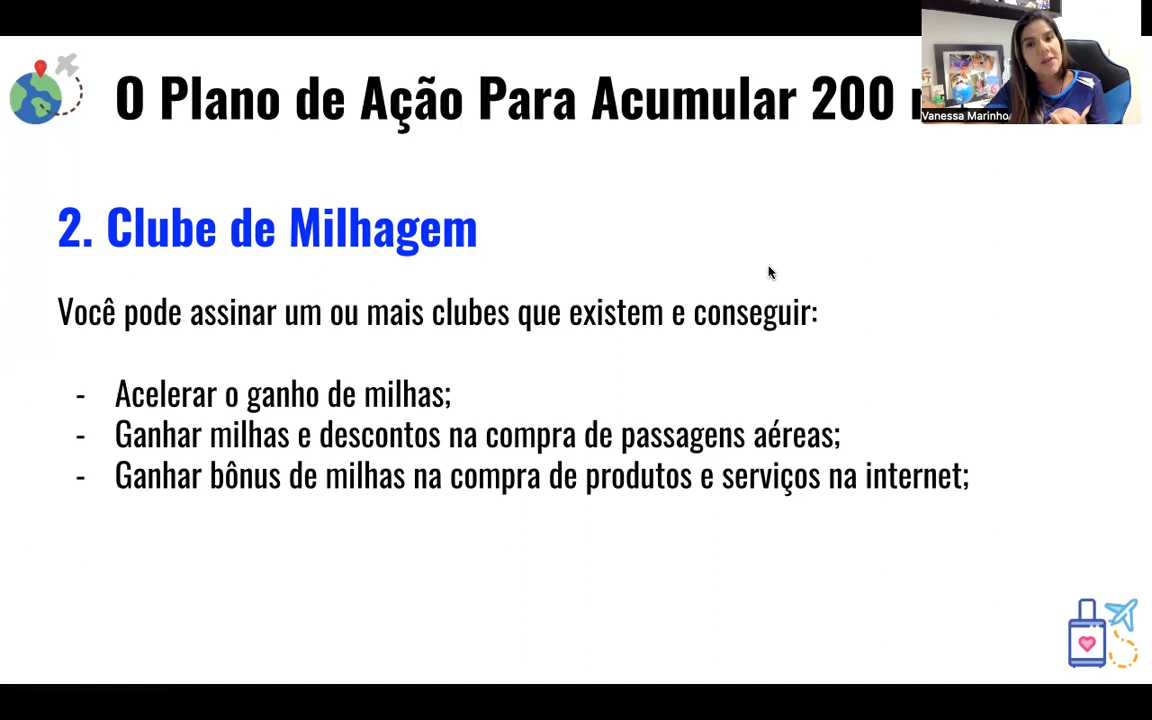 O Plano de Ação Para Acumular 200
Vanessa Marinho
2. Clube de Milhagem
Você pode assinar um ou mais clubes que existem e conseguir:
- Acelerar o ganho de milhas;
- Ganhar milhas e descontos na compra de passagens aéreas;
- Ganhar bônus de milhas na compra de produtos e serviços na internet;